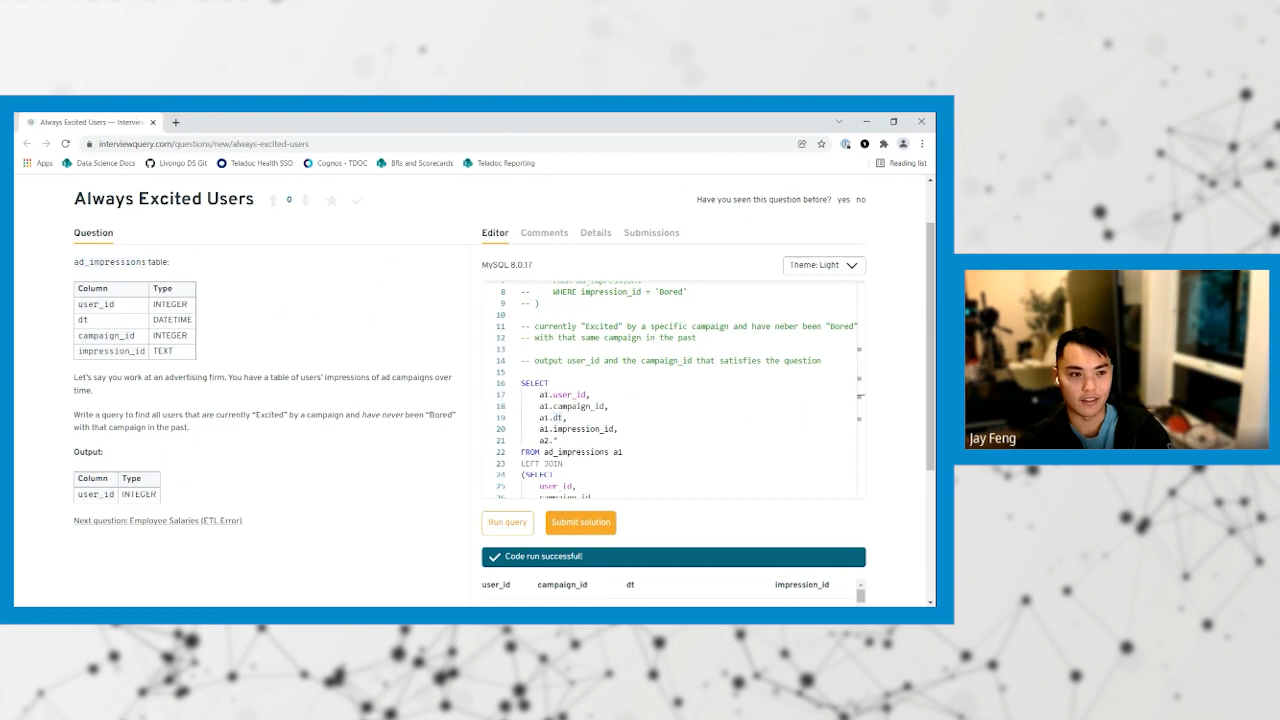 Always Excited Users — Interview
interviewquery.com/questions/new/always-excited-users
Apps
Data Science Docs
Livongo DS Git
Teladoc Health SSO
Cognos - TDOC
BRs and Scorecards
Teladoc Reporting
Reading list
Always Excited Users
0
Have you seen this question before? yes no
Question
ad_impressions table:
Column Type
user_id INTEGER
dt DATETIME
campaign_id INTEGER
impression_id TEXT
Let's say you work at an advertising firm. You have a table of users' impressions of ad campaigns over
time.
Write a query to find all users that are currently "Excited" by a campaign and have never been "Bored"
with that campaign in the past.
Output:
Column Type
user_id INTEGER
Next question: Employee Salaries (ETL Error)
Editor Comments Details Submissions
MySQL 8.0.17
Theme: Light
8 -- WHERE impression_id = 'Bored'
9 -- )
10
11 -- currently "Excited" by a specific campaign and have neber been "Bored"
12 -- with that same campaign in the past
13
14 -- output user_id and the campaign_id that satisfies the question
15
16 SELECT
17 a1.user_id,
18 a1.campaign_id,
19 a1.dt,
20 a1.impression_id,
21 a2.*
22 FROM ad_impressions a1
23 LEFT JOIN
24 (SELECT
25 user_id,
26 campaign_id
Run query
Submit solution
Code run successful!
user_id campaign_id dt impression_id
Jay Feng